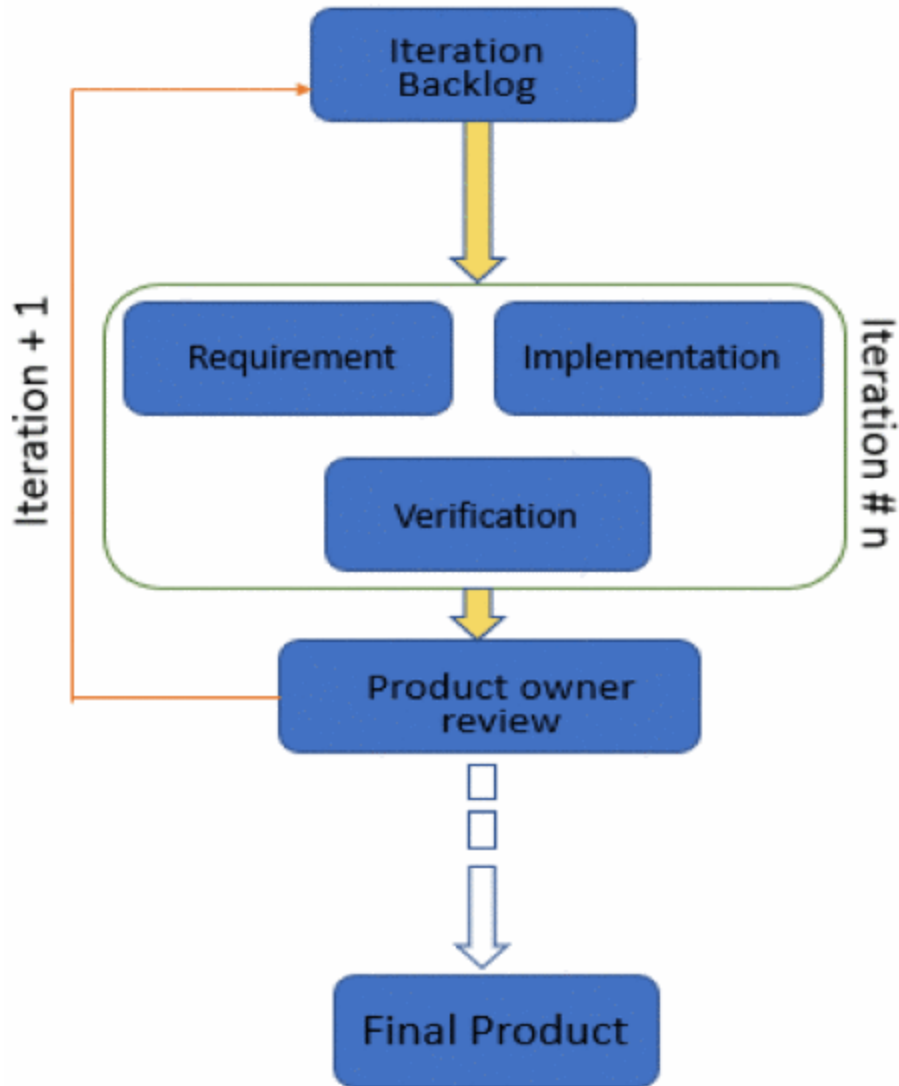 Iteration
Backlog
Iteration + 1
Requirement
Implementation
Iteration # n
Verification
Product owner
review
Final Product